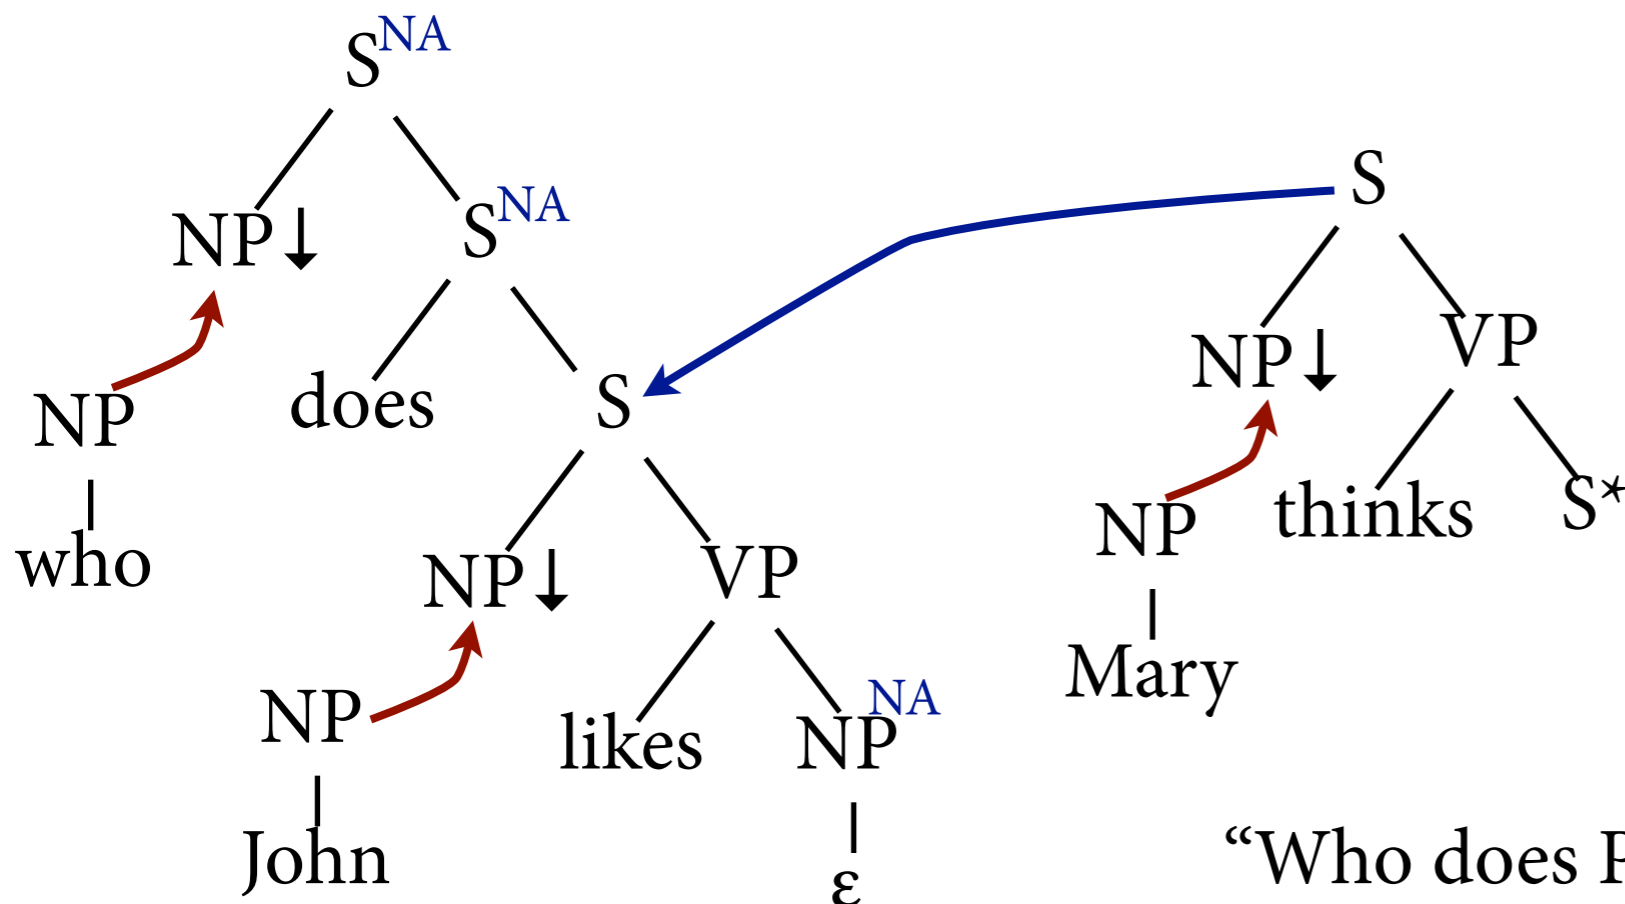 S^NA
NP↓ S^NA
NP does S
who
NP↓ VP
NP likes NP^NA
John ε
S
NP↓ VP
NP thinks S*
Mary
“Who does P